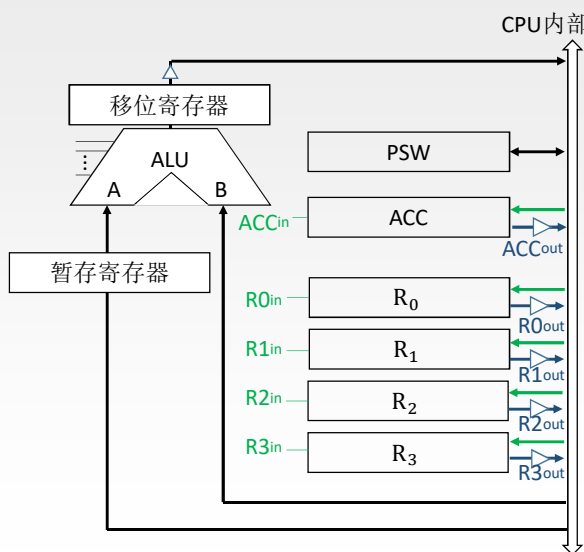 CPU内部
移位寄存器
ALU
A
B
暂存寄存器
PSW
ACCin
ACC
ACCout
R0in
R₀
R0out
R1in
R₁
R1out
R2in
R₂
R2out
R3in
R₃
R3out